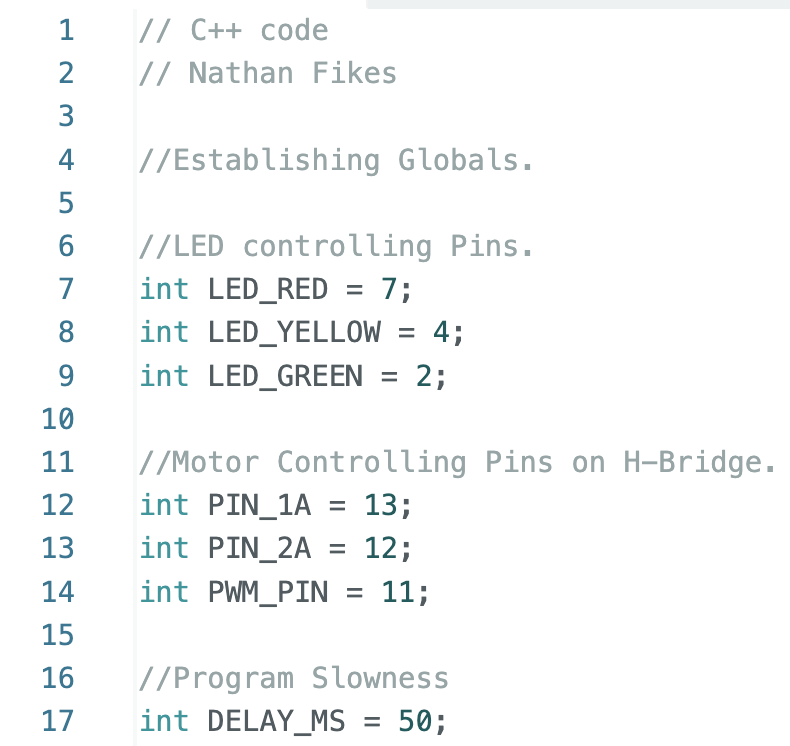 1 // C++ code
2 // Nathan Fikes
3
4 //Establishing Globals.
5
6 //LED controlling Pins.
7 int LED_RED = 7;
8 int LED_YELLOW = 4;
9 int LED_GREEN = 2;
10
11 //Motor Controlling Pins on H-Bridge.
12 int PIN_1A = 13;
13 int PIN_2A = 12;
14 int PWM_PIN = 11;
15
16 //Program Slowness
17 int DELAY_MS = 50;